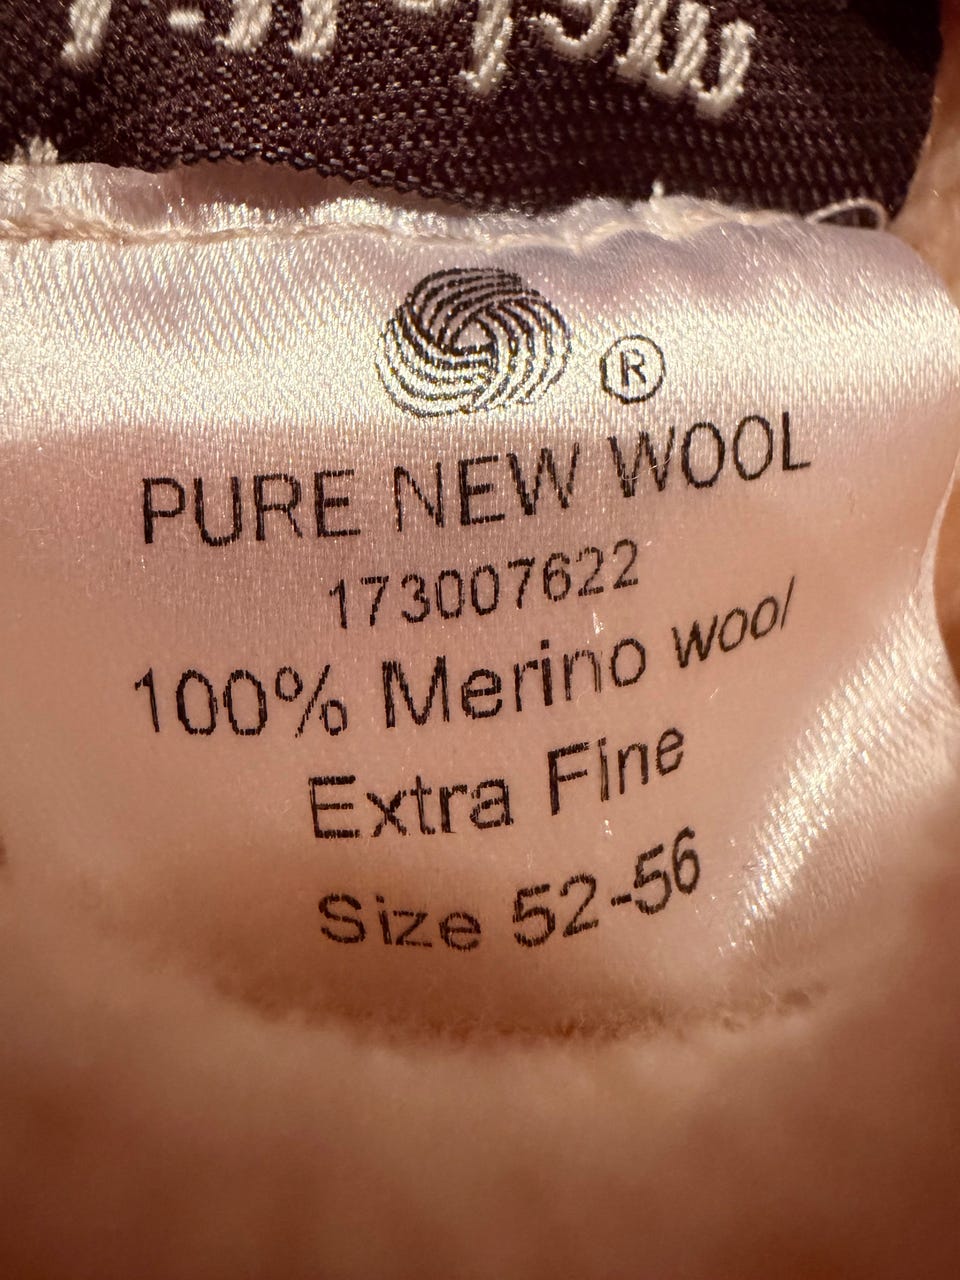 ®
PURE NEW WOOL
173007622
100% Merino wool
Extra Fine
Size 52-56